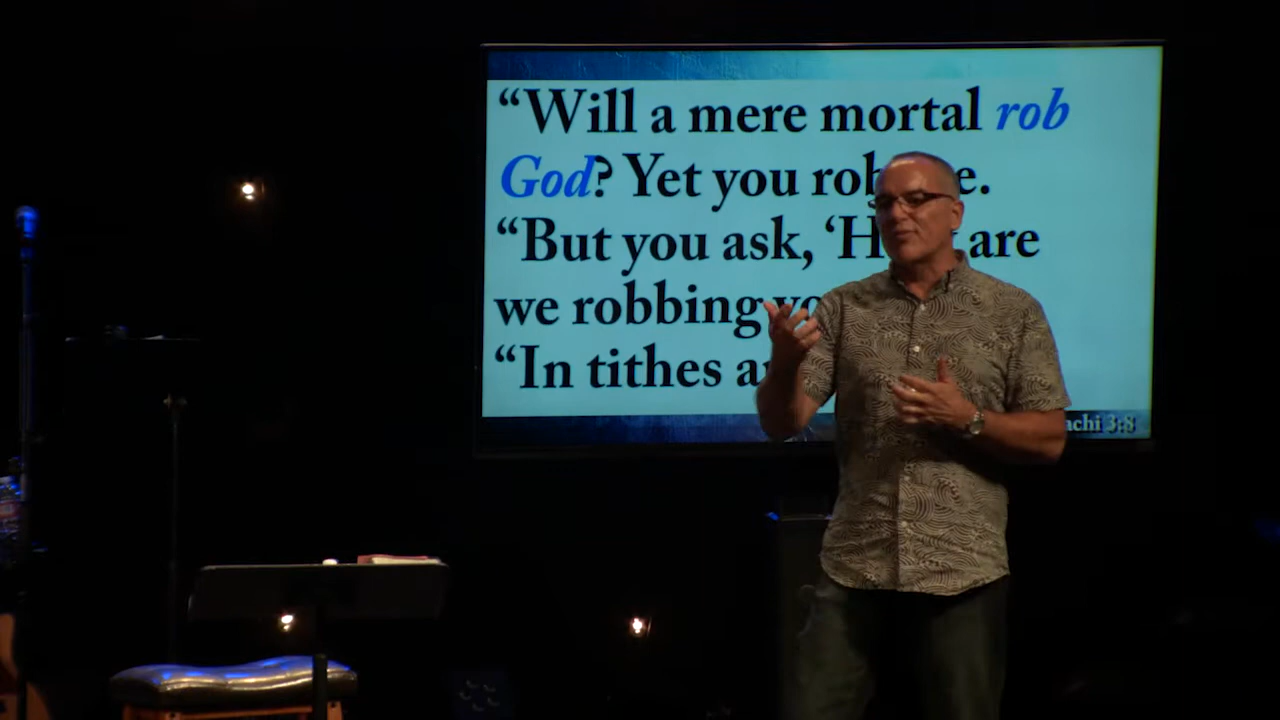 “Will a mere mortal rob
God? Yet you rob e.
“But you ask, ‘H are
we robbing yo
“In tithes a
achi 3:8